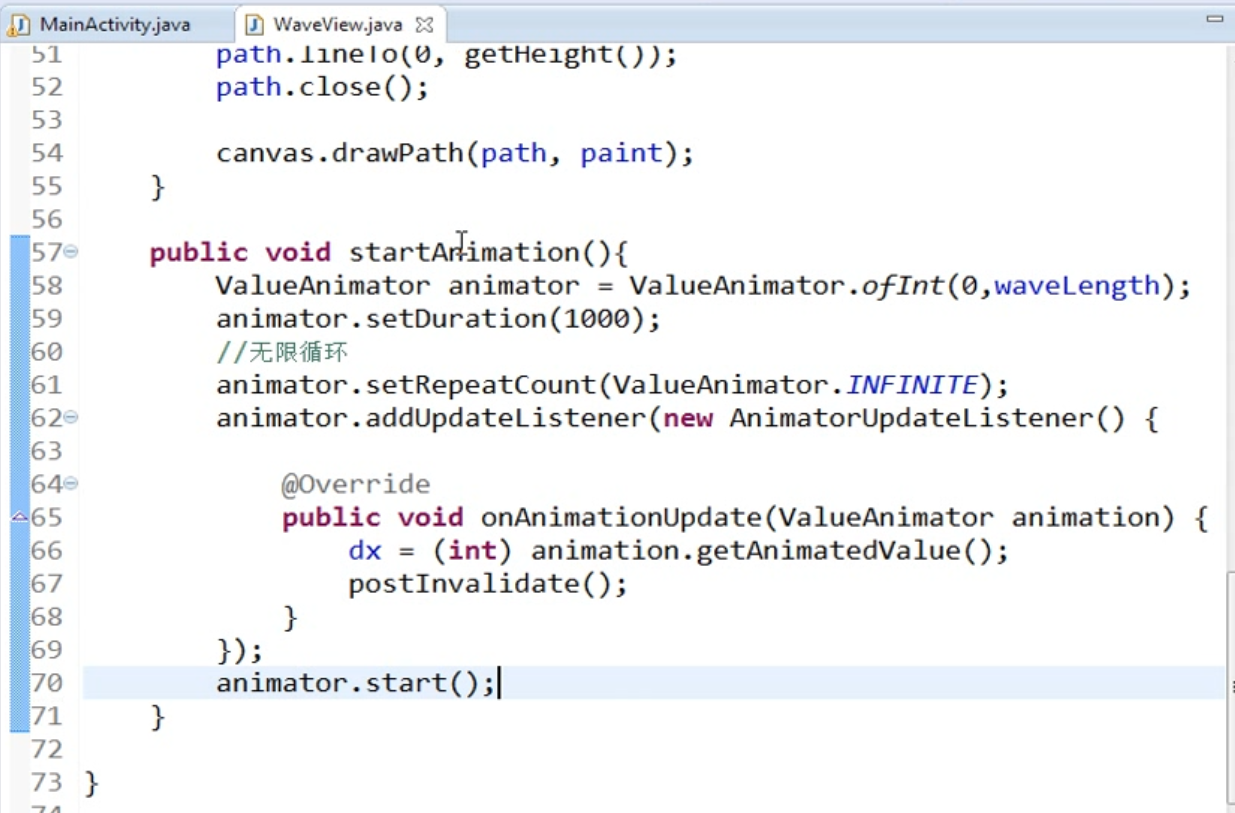 MainActivity.java
WaveView.java
51 path.lineTo(0, getHeight());
52 path.close();
53
54 canvas.drawPath(path, paint);
55 }
56
57 public void startAnimation(){
58 ValueAnimator animator = ValueAnimator.ofInt(0,waveLength);
59 animator.setDuration(1000);
60 //无限循环
61 animator.setRepeatCount(ValueAnimator.INFINITE);
62 animator.addUpdateListener(new AnimatorUpdateListener() {
63
64 @Override
65 public void onAnimationUpdate(ValueAnimator animation) {
66 dx = (int) animation.getAnimatedValue();
67 postInvalidate();
68 }
69 });
70 animator.start();
71 }
72
73 }
74